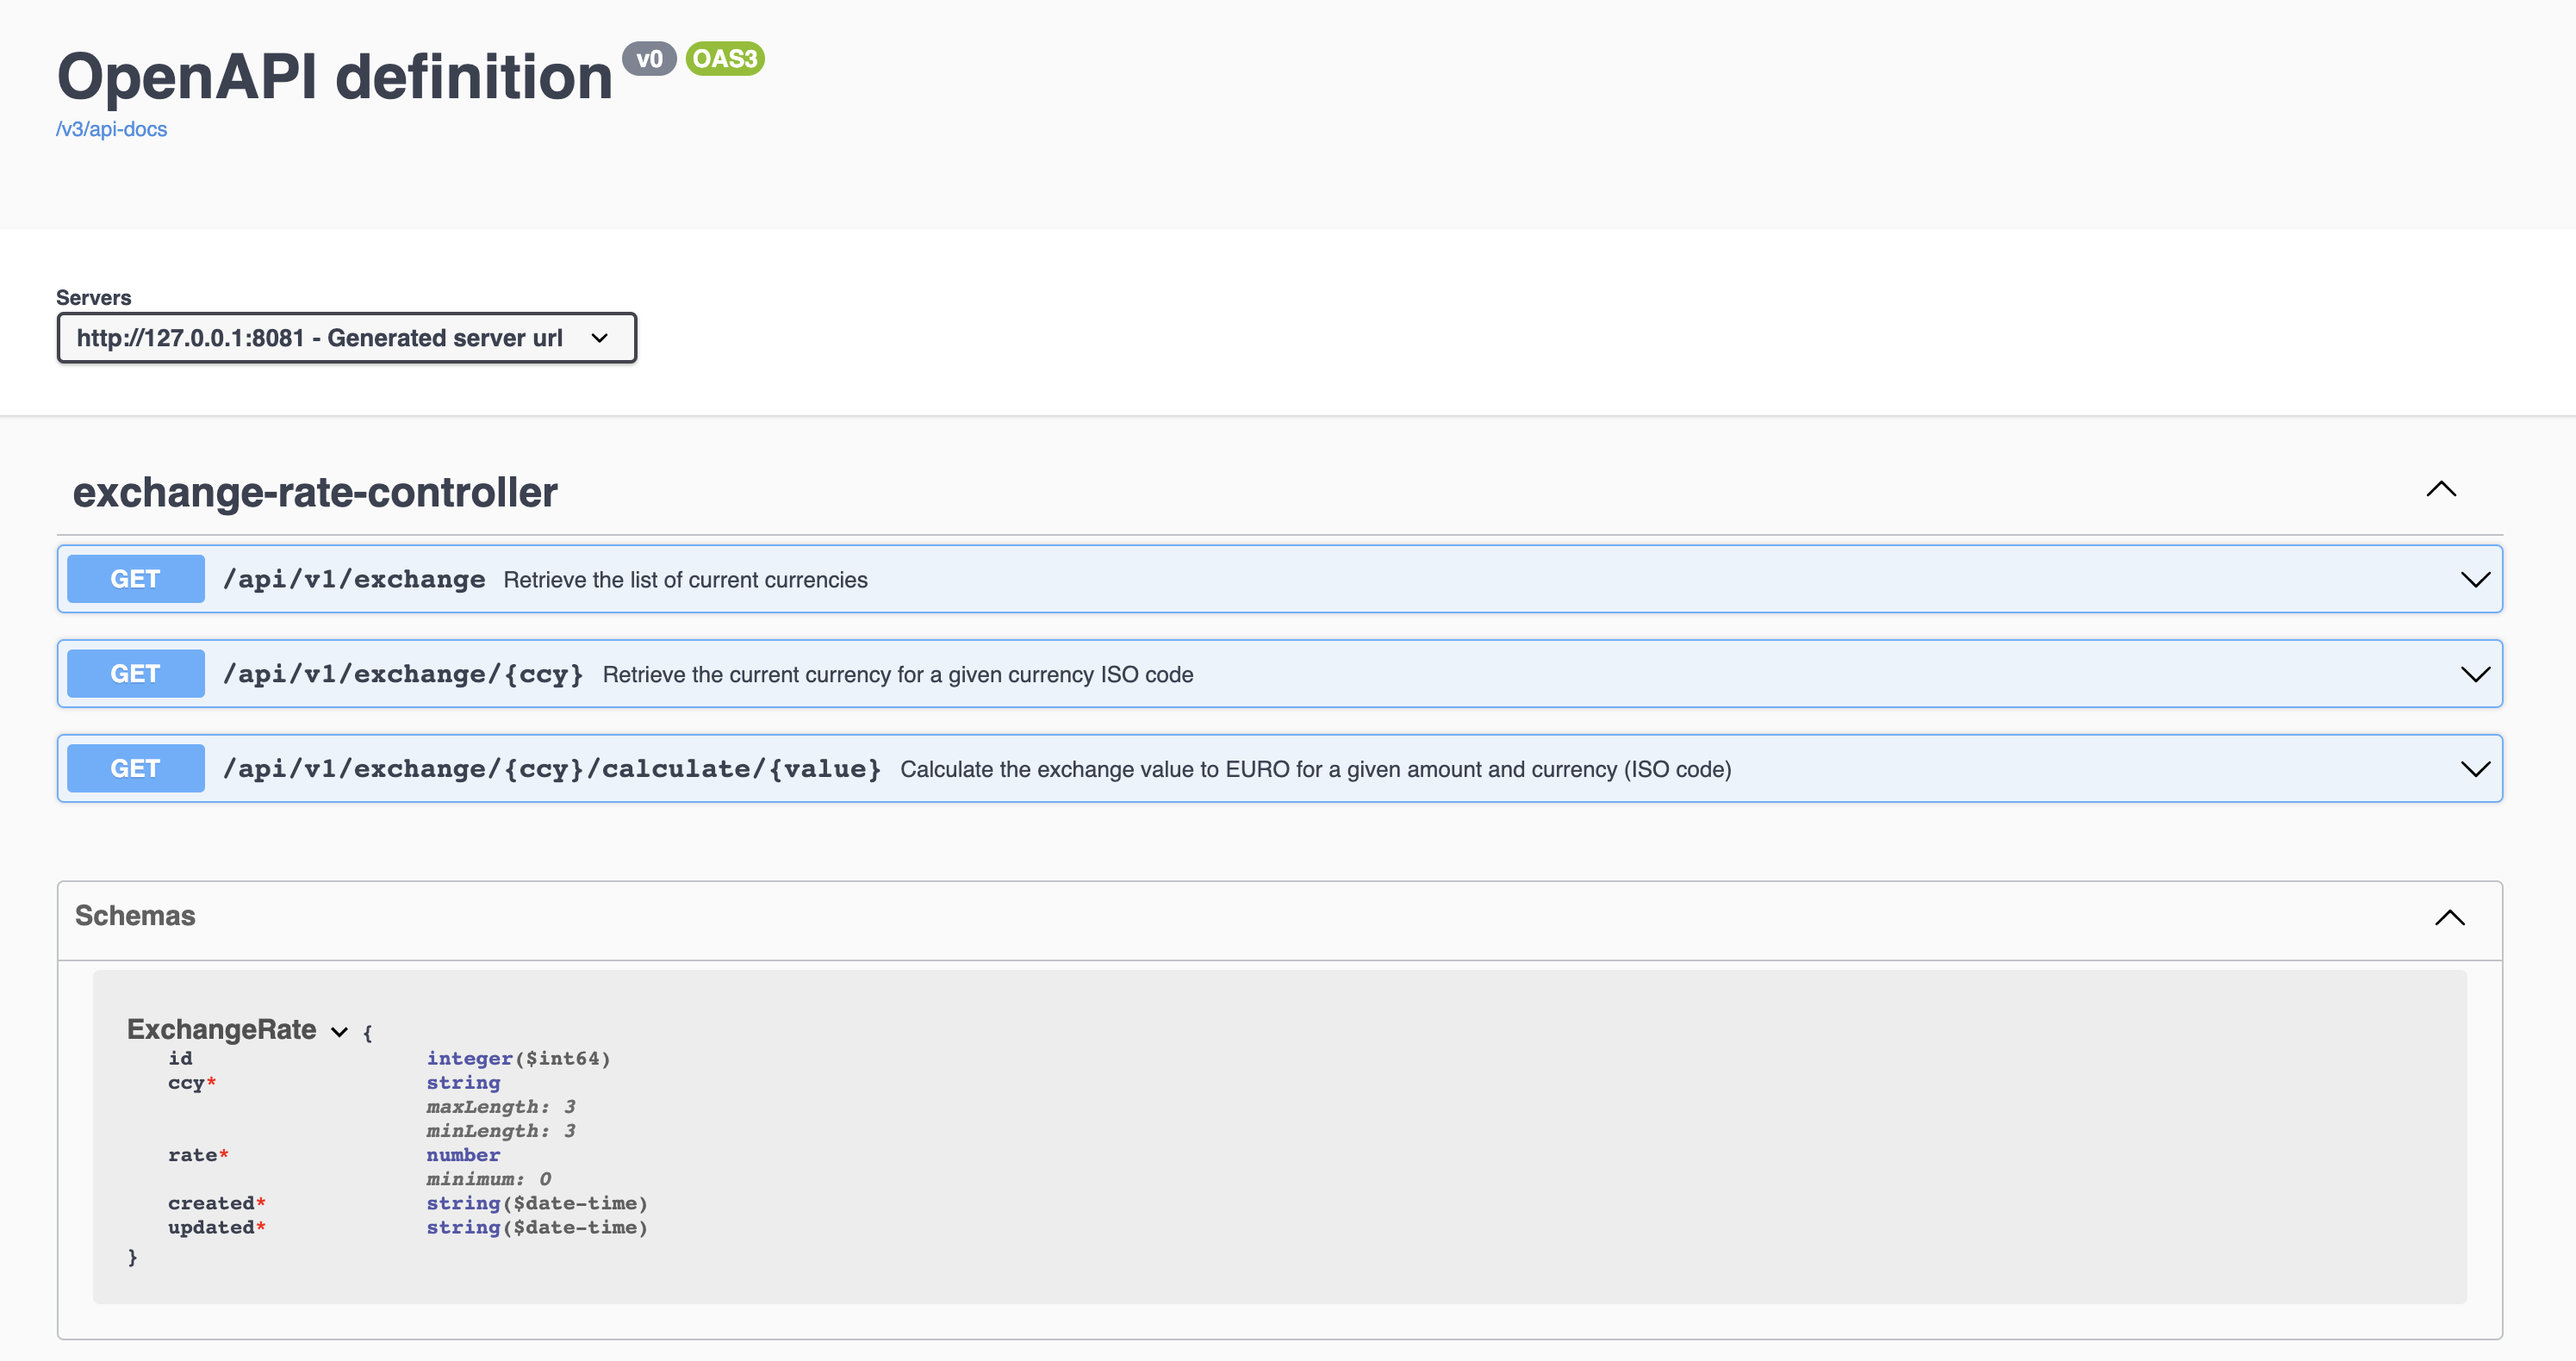 OpenAPI definition v0 OAS3
/v3/api-docs
Servers
http://127.0.0.1:8081 - Generated server url
exchange-rate-controller
GET /api/v1/exchange Retrieve the list of current currencies
GET /api/v1/exchange/{ccy} Retrieve the current currency for a given currency ISO code
GET /api/v1/exchange/{ccy}/calculate/{value} Calculate the exchange value to EURO for a given amount and currency (ISO code)
Schemas
ExchangeRate {
id integer($int64)
ccy* string
maxLength: 3
minLength: 3
rate* number
minimum: 0
created* string($date-time)
updated* string($date-time)
}